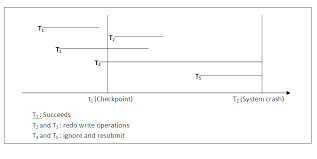 T1
T2
T3
T4
T5
t1 (Checkpoint)
T2 (System crash)
T1: Succeeds
T2 and T3: redo write operations
T4 and T5: ignore and resubmit